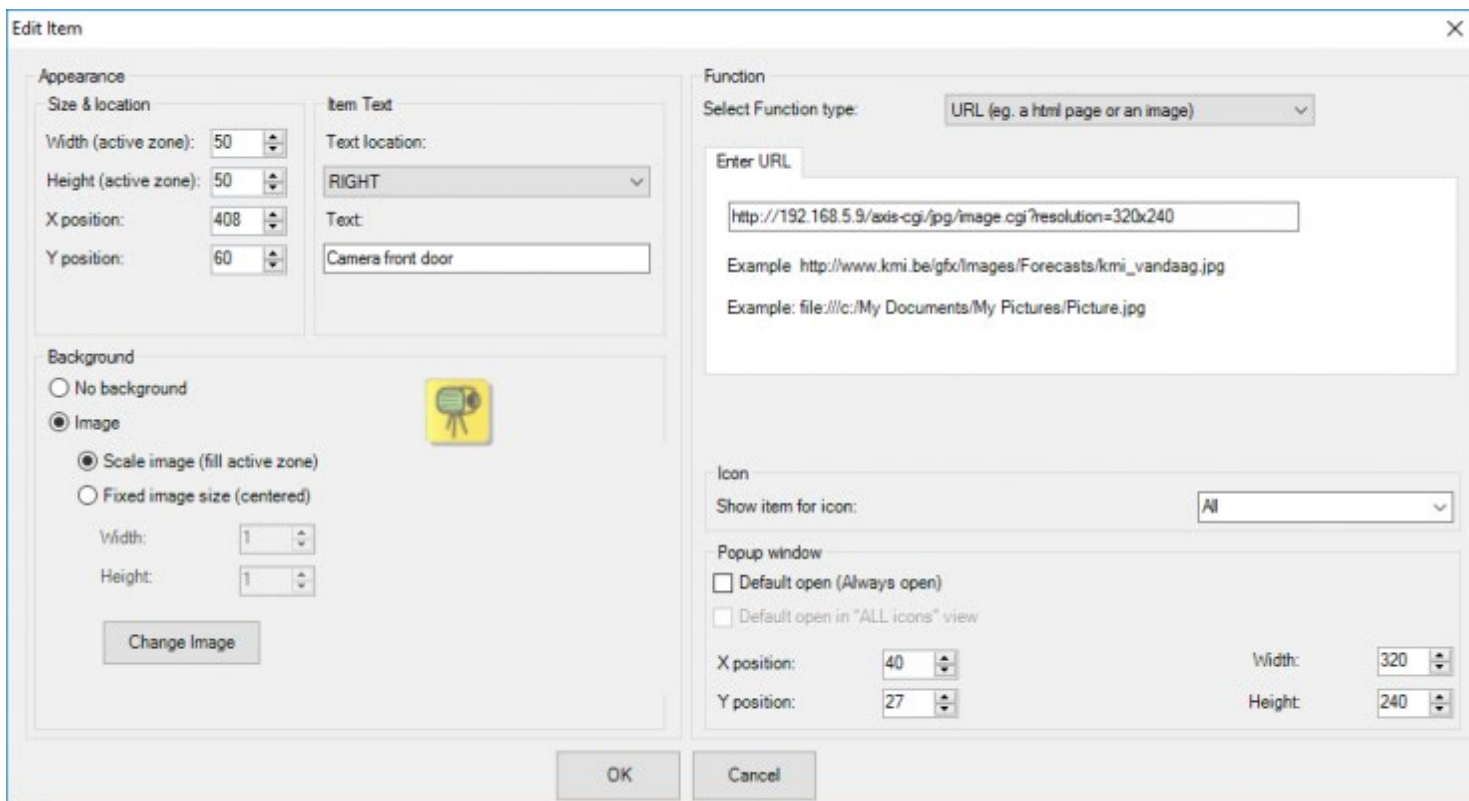 Edit Item
Appearance
Size & location
Width (active zone): 50
Height (active zone): 50
X position: 408
Y position: 60
Item Text
Text location:
RIGHT
Text:
Camera front door
Background
No background
Image
Scale image (fill active zone)
Fixed image size (centered)
Width: 1
Height: 1
Change Image
Function
Select Function type: URL (eg. a html page or an image)
Enter URL
http://192.168.5.9/axis-cgi/jpg/image.cgi?resolution=320x240
Example http://www.kmi.be/gfx/Images/Forecasts/kmi_vandaag.jpg
Example: file:///c:/My Documents/My Pictures/Picture.jpg
Icon
Show item for icon: All
Popup window
Default open (Always open)
Default open in "ALL icons" view
X position: 40 Width: 320
Y position: 27 Height: 240
OK Cancel